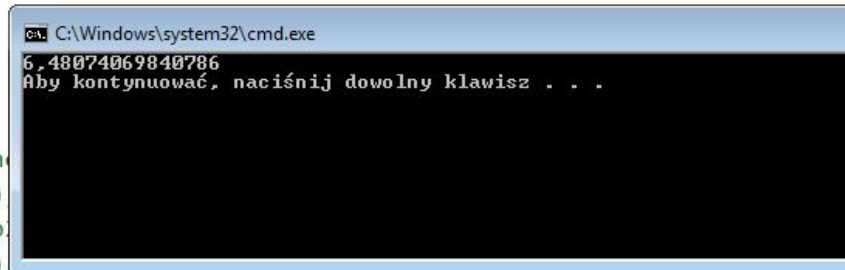 C:\Windows\system32\cmd.exe
6,48074069840786
Aby kontynuować, naciśnij dowolny klawisz . . .